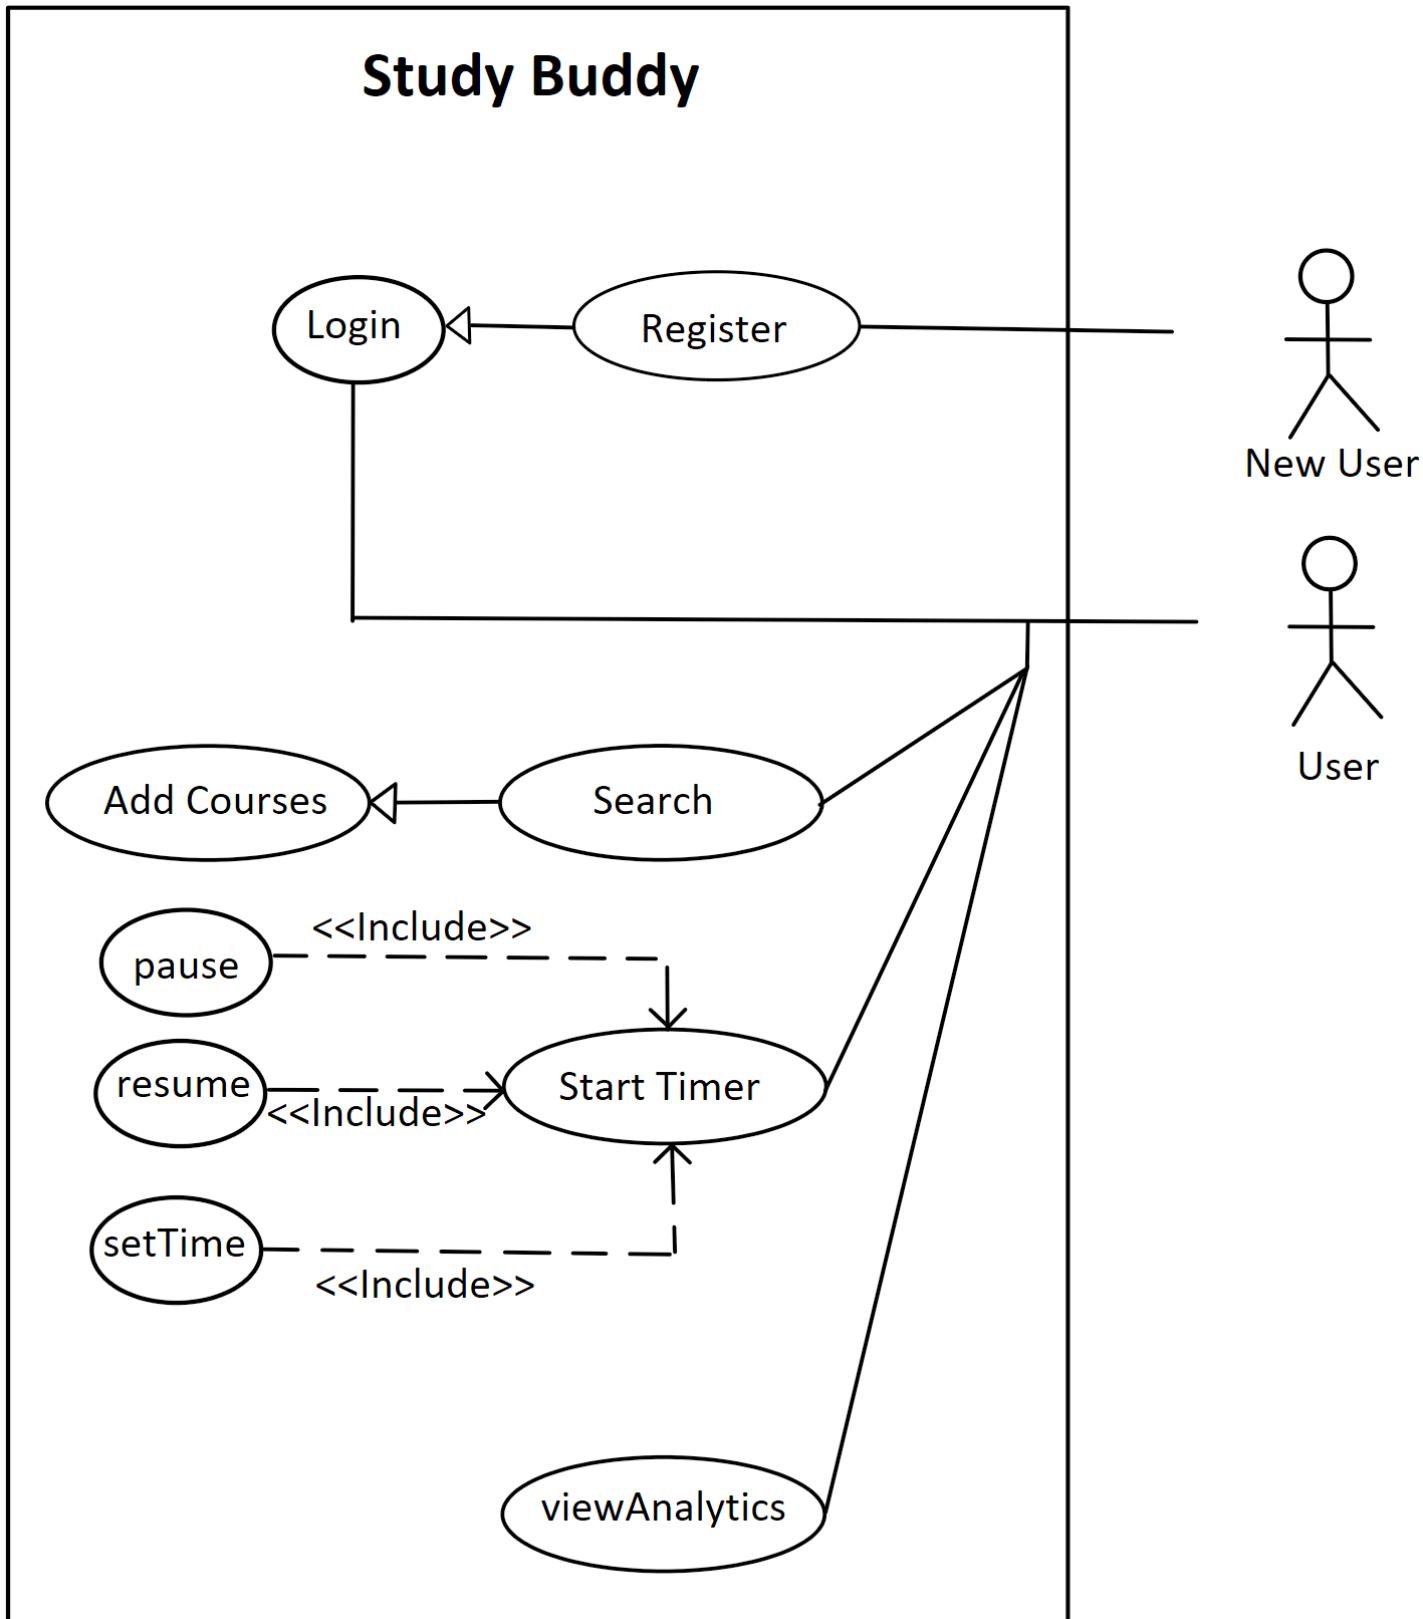 Study Buddy
Login
Register
New User
User
Add Courses
Search
<<Include>>
pause
resume
<<Include>>
Start Timer
setTime
<<Include>>
viewAnalytics